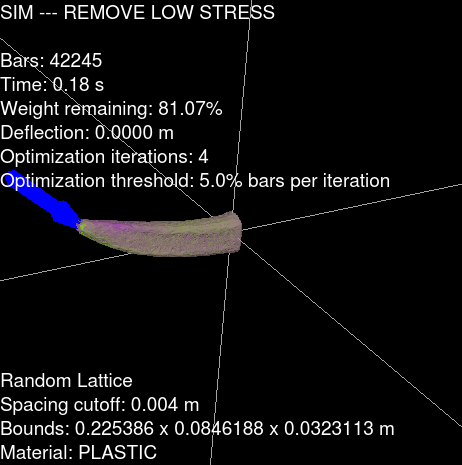 SIM --- REMOVE LOW STRESS
Bars: 42245
Time: 0.18 s
Weight remaining: 81.07%
Deflection: 0.0000 m
Optimization iterations: 4
Optimization threshold: 5.0% bars per iteration
Random Lattice
Spacing cutoff: 0.004 m
Bounds: 0.225386 x 0.0846188 x 0.0323113 m
Material: PLASTIC